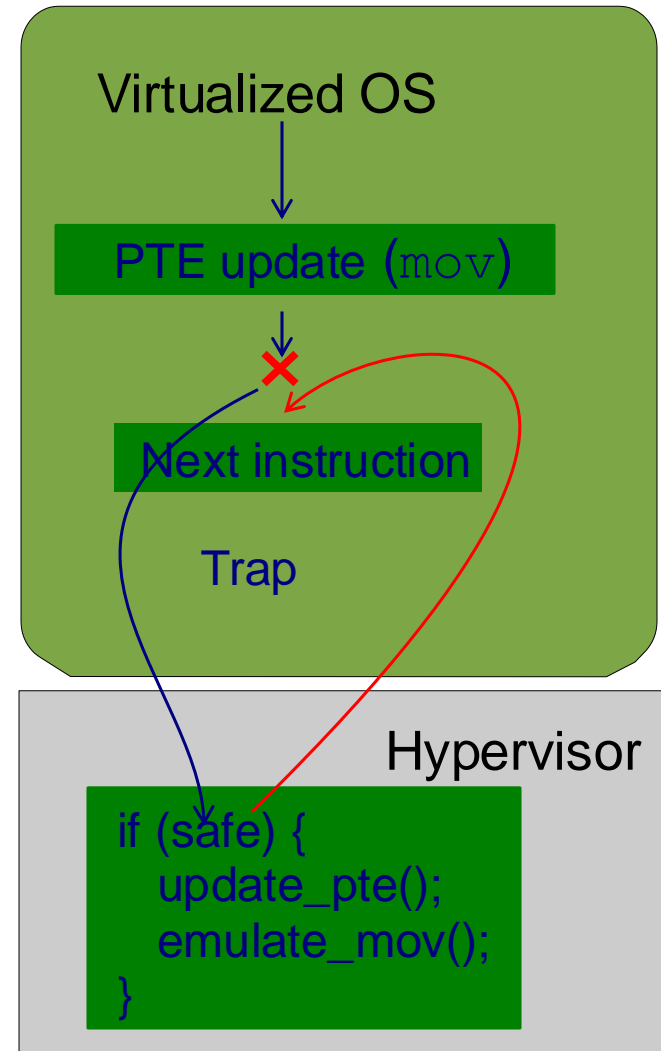 Virtualized OS
PTE update (mov)
Next instruction
Trap
Hypervisor
if (safe) {
update_pte();
emulate_mov();
}